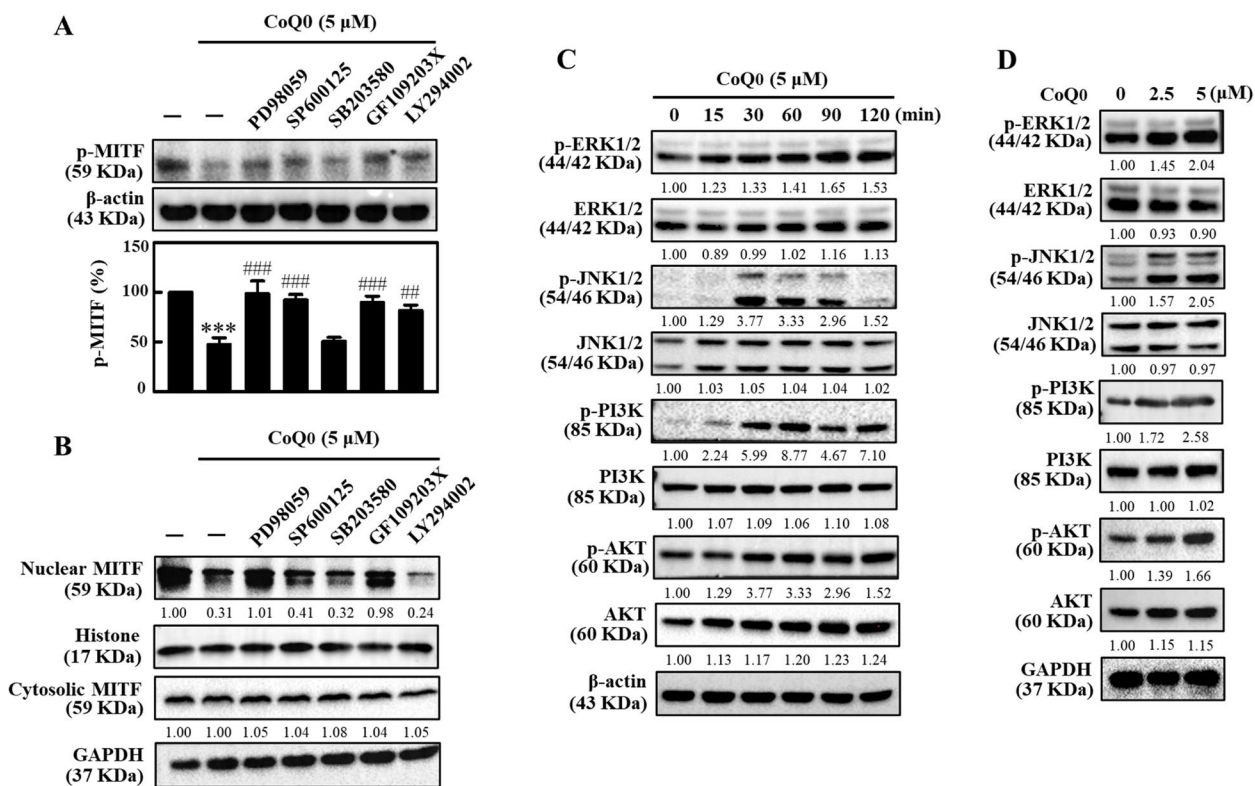 A
CoQ0 (5 μM)
— — PD98059 SP600125 SB203580 GF109203X LY294002
p-MITF
(59 KDa)
β-actin
(43 KDa)
p-MITF (%)
150
100
50
0
*** ### ### ### ##
B
CoQ0 (5 μM)
— — PD98059 SP600125 SB203580 GF109203X LY294002
Nuclear MITF
(59 KDa)
1.00 0.31 1.01 0.41 0.32 0.98 0.24
Histone
(17 KDa)
Cytosolic MITF
(59 KDa)
1.00 1.00 1.05 1.04 1.08 1.04 1.05
GAPDH
(37 KDa)
C
CoQ0 (5 μM)
0 15 30 60 90 120 (min)
p-ERK1/2
(44/42 KDa)
1.00 1.23 1.33 1.41 1.65 1.53
ERK1/2
(44/42 KDa)
1.00 0.89 0.99 1.02 1.16 1.13
p-JNK1/2
(54/46 KDa)
1.00 1.29 3.77 3.33 2.96 1.52
JNK1/2
(54/46 KDa)
1.00 1.03 1.05 1.04 1.04 1.02
p-PI3K
(85 KDa)
1.00 2.24 5.99 8.77 4.67 7.10
PI3K
(85 KDa)
1.00 1.07 1.09 1.06 1.10 1.08
p-AKT
(60 KDa)
1.00 1.29 3.77 3.33 2.96 1.52
AKT
(60 KDa)
1.00 1.13 1.17 1.20 1.23 1.24
β-actin
(43 KDa)
D
CoQ0 0 2.5 5 (μM)
p-ERK1/2
(44/42 KDa)
1.00 1.45 2.04
ERK1/2
(44/42 KDa)
1.00 0.93 0.90
p-JNK1/2
(54/46 KDa)
1.00 1.57 2.05
JNK1/2
(54/46 KDa)
1.00 0.97 0.97
p-PI3K
(85 KDa)
1.00 1.72 2.58
PI3K
(85 KDa)
1.00 1.00 1.02
p-AKT
(60 KDa)
1.00 1.39 1.66
AKT
(60 KDa)
1.00 1.15 1.15
GAPDH
(37 KDa)